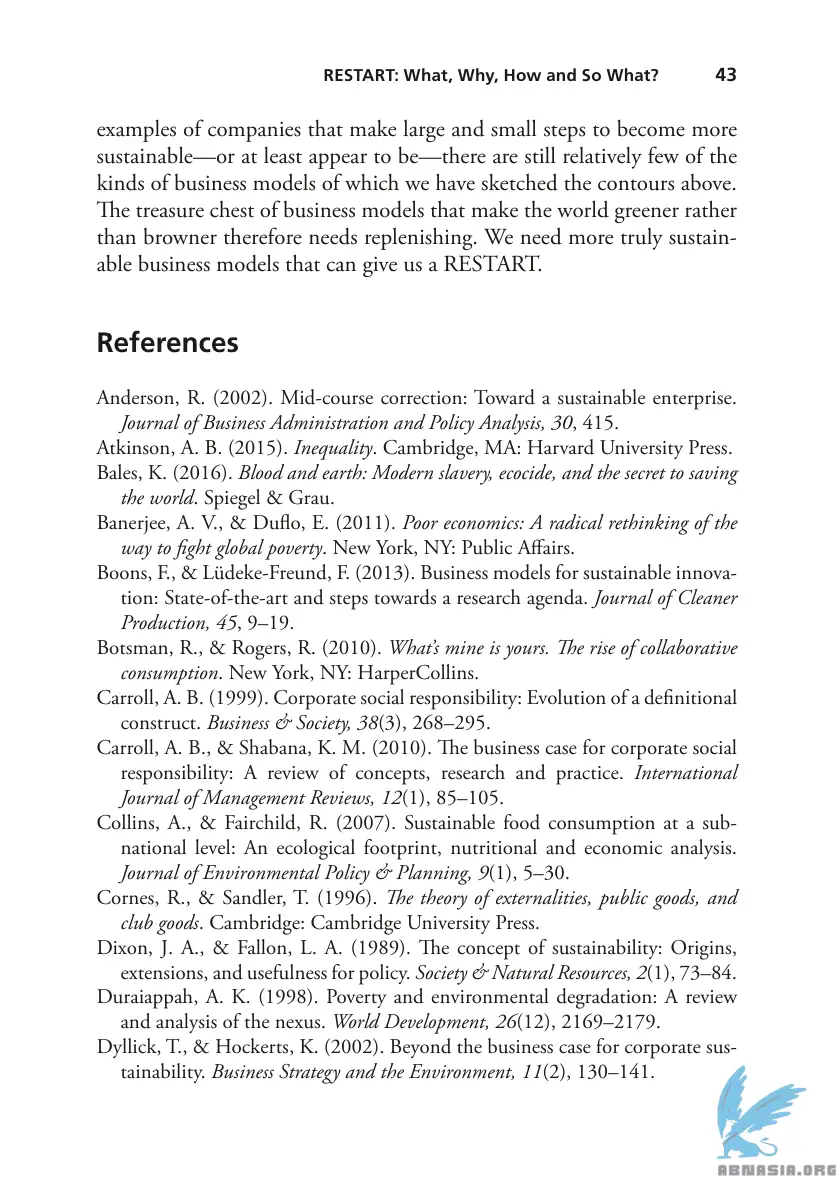 RESTART: What, Why, How and So What? 43
examples of companies that make large and small steps to become more
sustainable—or at least appear to be—there are still relatively few of the
kinds of business models of which we have sketched the contours above.
The treasure chest of business models that make the world greener rather
than browner therefore needs replenishing. We need more truly sustain-
able business models that can give us a RESTART.
References
Anderson, R. (2002). Mid-course correction: Toward a sustainable enterprise.
Journal of Business Administration and Policy Analysis, 30, 415.
Atkinson, A. B. (2015). Inequality. Cambridge, MA: Harvard University Press.
Bales, K. (2016). Blood and earth: Modern slavery, ecocide, and the secret to saving
the world. Spiegel & Grau.
Banerjee, A. V., & Duflo, E. (2011). Poor economics: A radical rethinking of the
way to fight global poverty. New York, NY: Public Affairs.
Boons, F., & Lüdeke-Freund, F. (2013). Business models for sustainable innova-
tion: State-of-the-art and steps towards a research agenda. Journal of Cleaner
Production, 45, 9–19.
Botsman, R., & Rogers, R. (2010). What's mine is yours. The rise of collaborative
consumption. New York, NY: HarperCollins.
Carroll, A. B. (1999). Corporate social responsibility: Evolution of a definitional
construct. Business & Society, 38(3), 268–295.
Carroll, A. B., & Shabana, K. M. (2010). The business case for corporate social
responsibility: A review of concepts, research and practice. International
Journal of Management Reviews, 12(1), 85–105.
Collins, A., & Fairchild, R. (2007). Sustainable food consumption at a sub-
national level: An ecological footprint, nutritional and economic analysis.
Journal of Environmental Policy & Planning, 9(1), 5–30.
Cornes, R., & Sandler, T. (1996). The theory of externalities, public goods, and
club goods. Cambridge: Cambridge University Press.
Dixon, J. A., & Fallon, L. A. (1989). The concept of sustainability: Origins,
extensions, and usefulness for policy. Society & Natural Resources, 2(1), 73–84.
Duraiappah, A. K. (1998). Poverty and environmental degradation: A review
and analysis of the nexus. World Development, 26(12), 2169–2179.
Dyllick, T., & Hockerts, K. (2002). Beyond the business case for corporate sus-
tainability. Business Strategy and the Environment, 11(2), 130–141.
ABNASIA.ORG